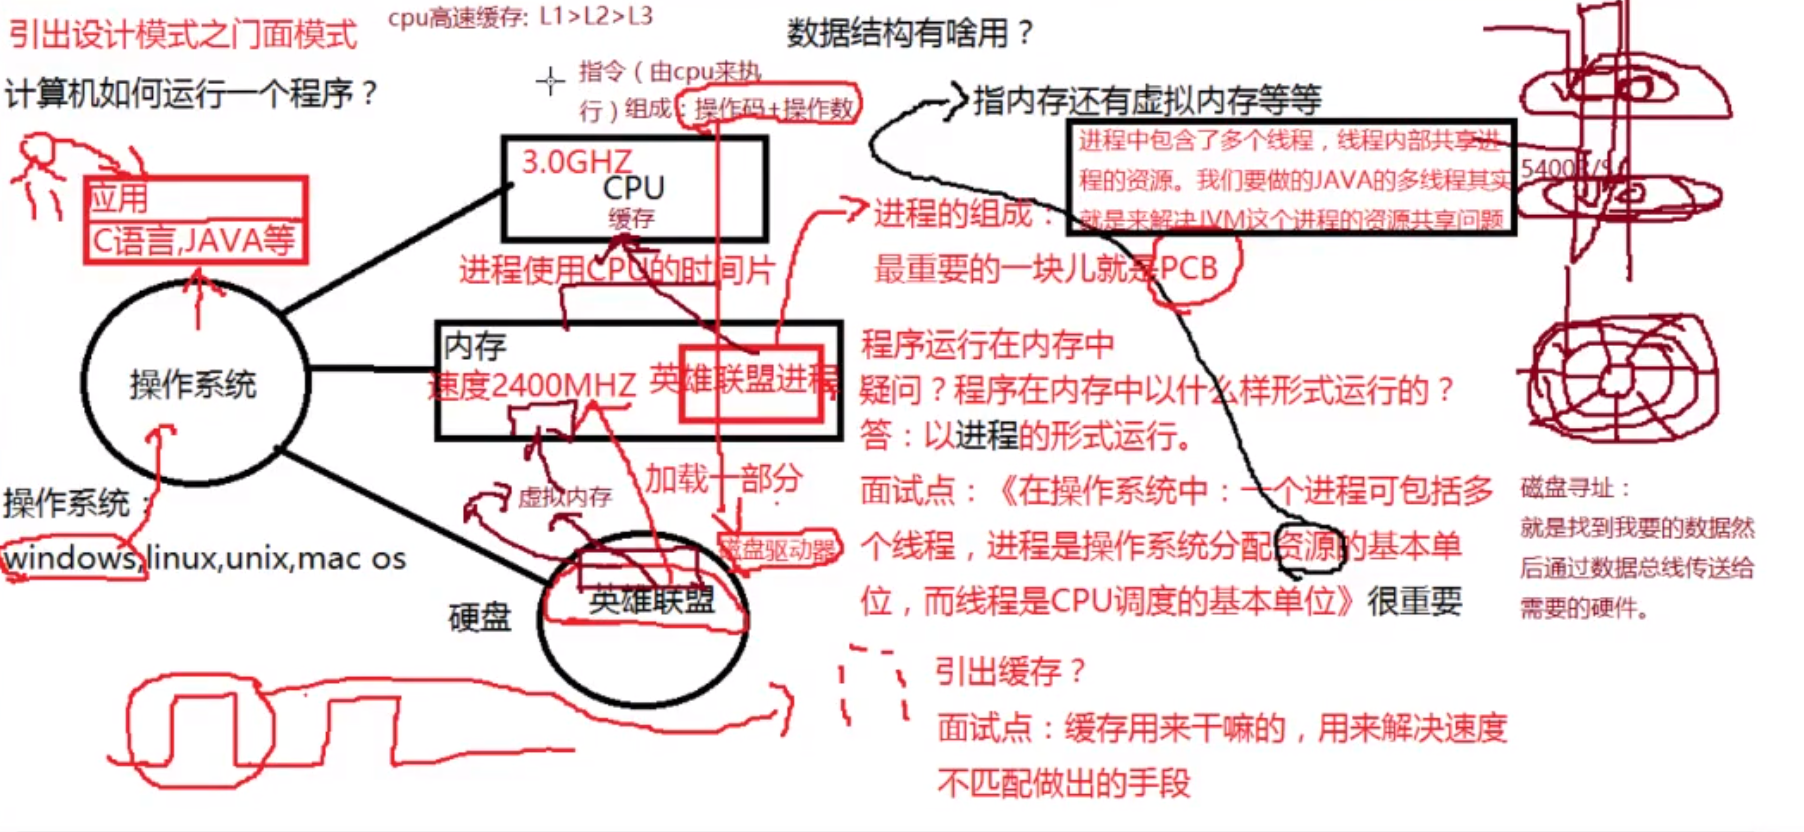 引出设计模式之门面模式
cpu高速缓存: L1>L2>L3
数据结构有啥用？
计算机如何运行一个程序？
指令（由cpu来执
行）组成：操作码+操作数
指内存还有虚拟内存等等
应用
C语言,JAVA等
3.0GHZ
CPU
缓存
进程使用CPU的时间片
进程中包含了多个线程，线程内部共享进
程的资源。我们要做的JAVA的多线程其实
就是来解决JVM这个进程的资源共享问题
进程的组成：
最重要的一块儿就是PCB
操作系统
内存
速度2400MHZ
英雄联盟进程
程序运行在内存中
疑问？程序在内存中以什么样形式运行的？
答：以进程的形式运行。
操作系统：
windows,linux,unix,mac os
虚拟内存
加载一部分
磁盘驱动器
英雄联盟
硬盘
面试点：《在操作系统中：一个进程可包括多
个线程，进程是操作系统分配资源的基本单
位，而线程是CPU调度的基本单位》很重要
磁盘寻址：
就是找到我要的数据然
后通过数据总线传送给
需要的硬件。
引出缓存？
面试点：缓存用来干嘛的，用来解决速度
不匹配做出的手段